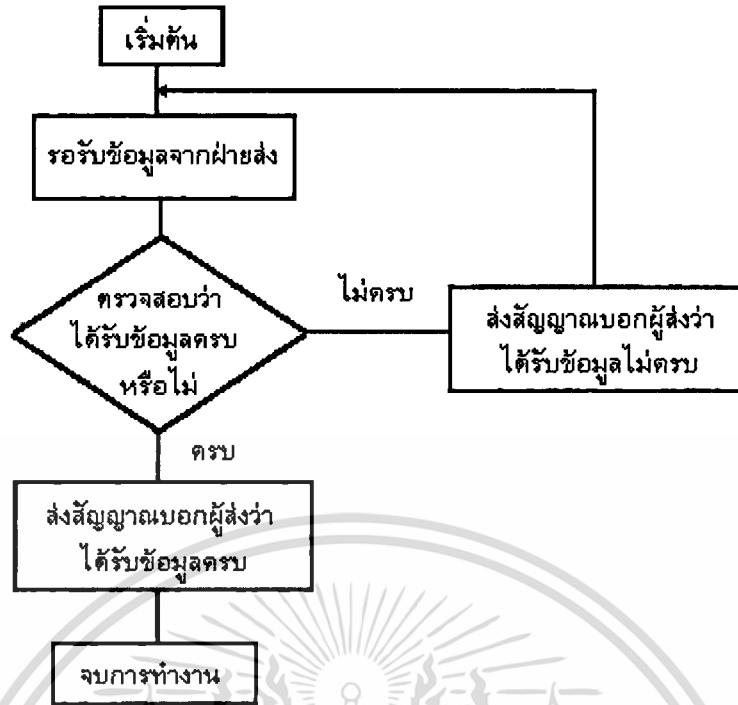 เริ่มต้น
รอรับข้อมูลจากฝ่ายส่ง
ตรวจสอบว่า
ได้รับข้อมูลครบ
หรือไม่
ไม่ครบ
ส่งสัญญาณบอกผู้ส่งว่า
ได้รับข้อมูลไม่ครบ
ครบ
ส่งสัญญาณบอกผู้ส่งว่า
ได้รับข้อมูลครบ
จบการทำงาน